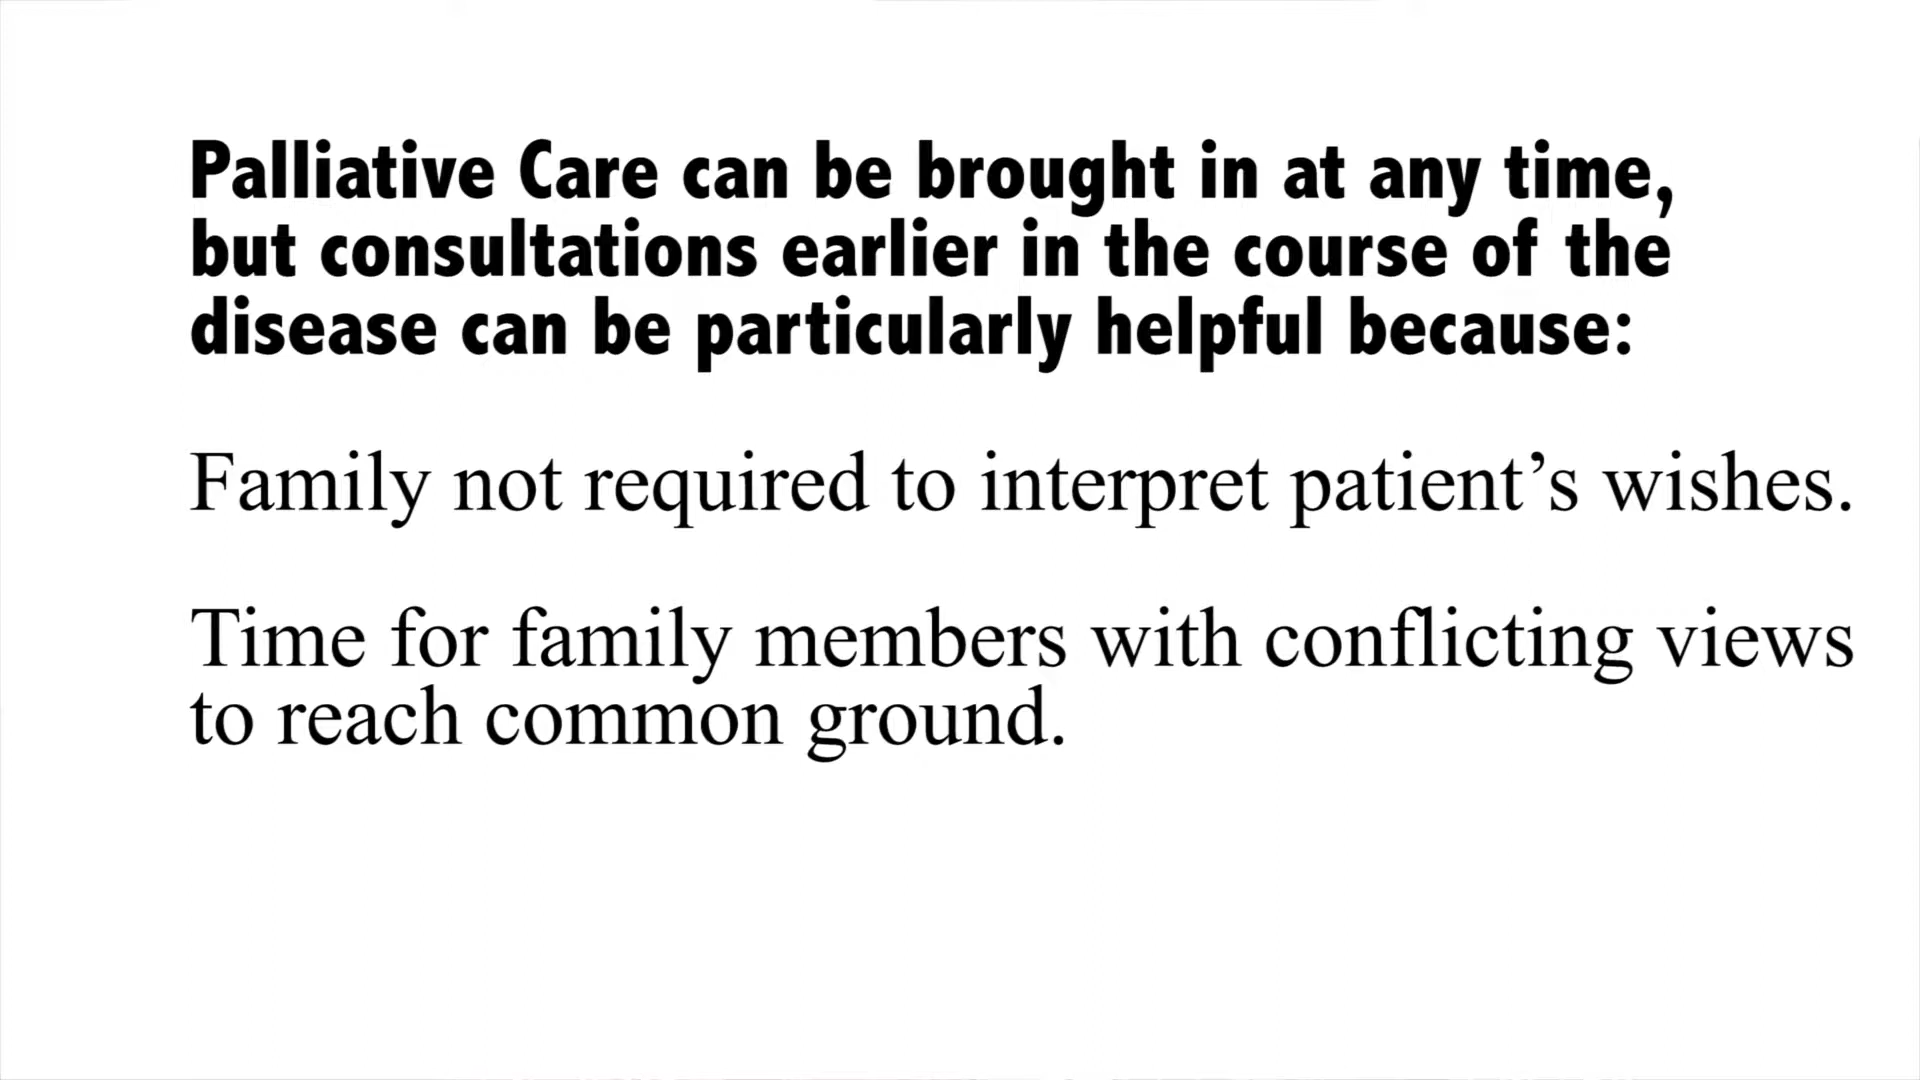 Palliative Care can be brought in at any time,
but consultations earlier in the course of the
disease can be particularly helpful because:
Family not required to interpret patient’s wishes.
Time for family members with conflicting views
to reach common ground.